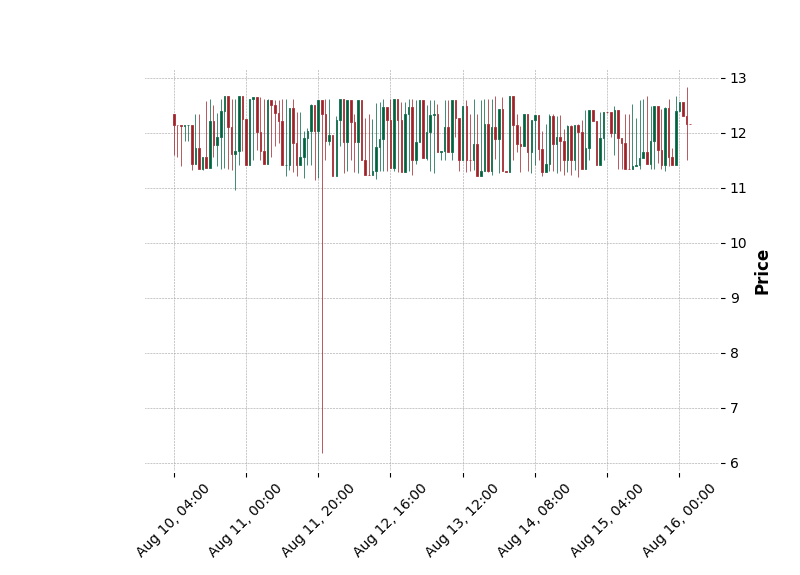 13
12
11
10
9
8
7
6
Price
Aug 10, 04:00
Aug 11, 00:00
Aug 11, 20:00
Aug 12, 16:00
Aug 13, 12:00
Aug 14, 08:00
Aug 15, 04:00
Aug 16, 00:00